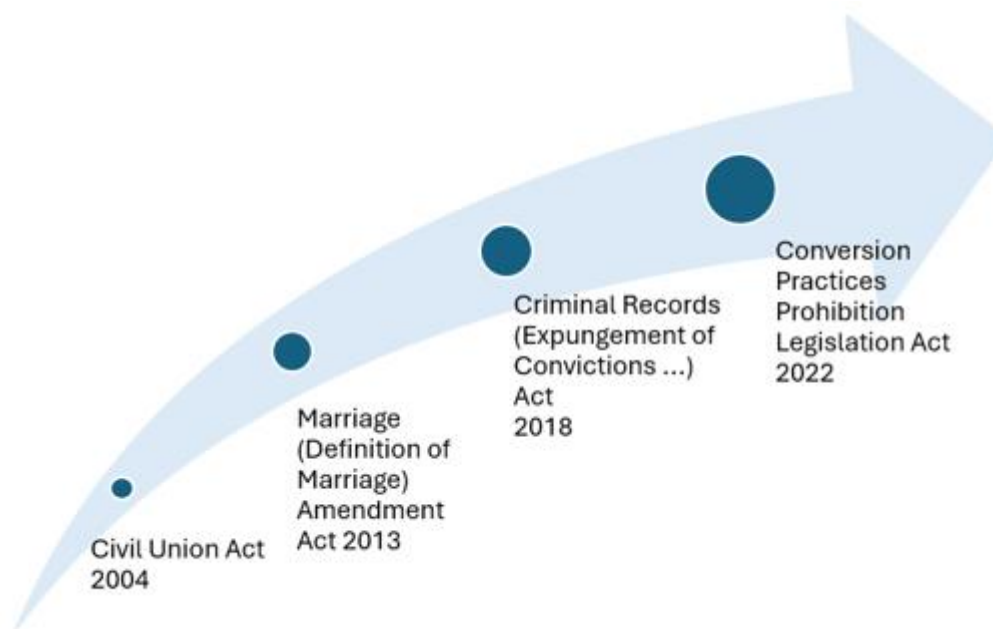 Civil Union Act
2004
Marriage
(Definition of
Marriage)
Amendment
Act 2013
Criminal Records
(Expungement of
Convictions ...)
Act
2018
Conversion
Practices
Prohibition
Legislation Act
2022